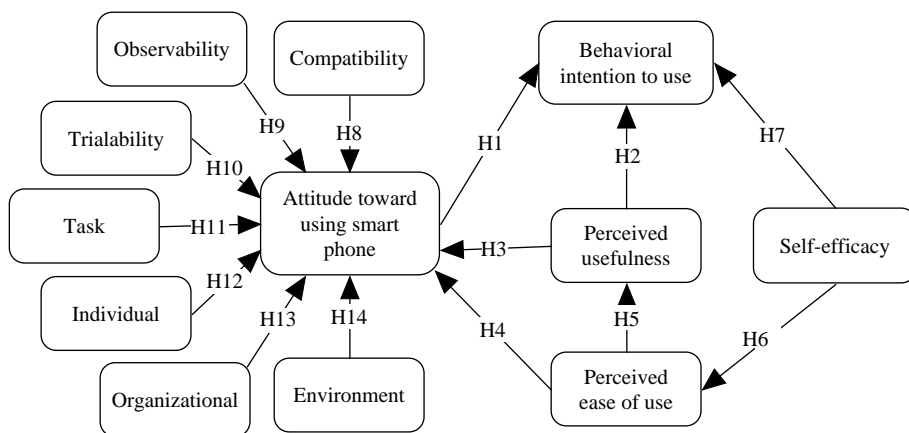 Observability
Compatibility
Behavioral
intention to use
H9
H8
H1
H7
Trialability
H10
H2
Attitude toward
using smart
phone
Task
H11
H3
Perceived
usefulness
Self-efficacy
Individual
H12
H13
H14
H4
H5
H6
Organizational
Environment
Perceived
ease of use